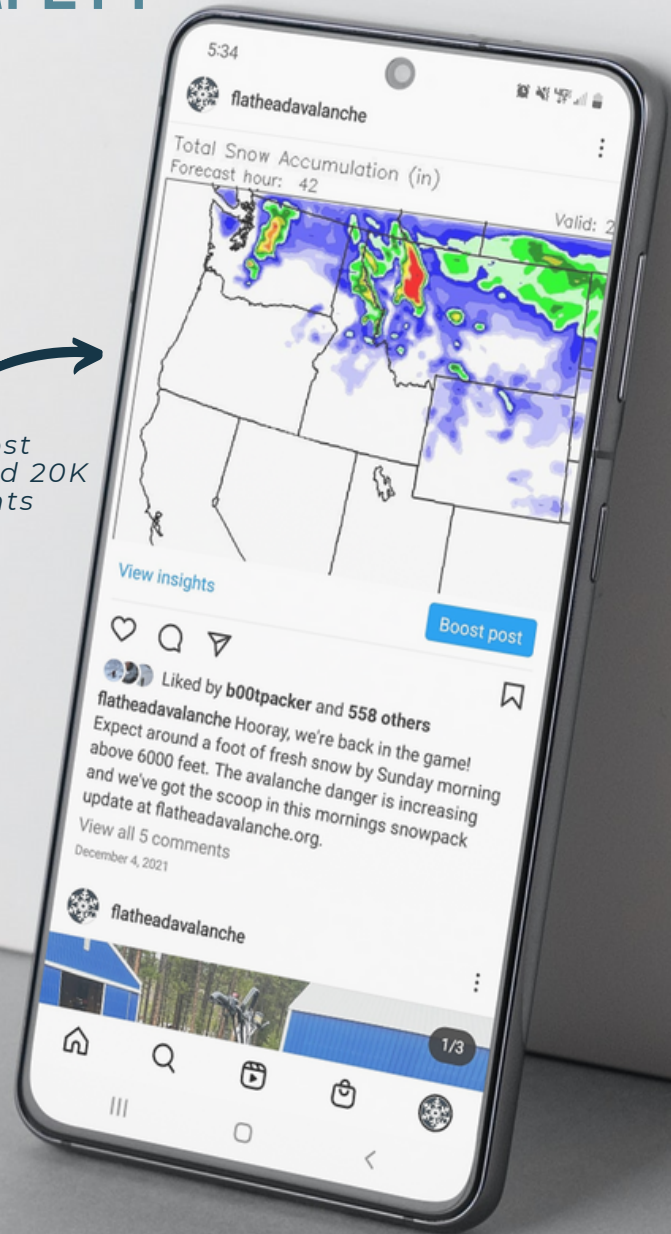 5:34
flatheadavalanche
Total Snow Accumulation (in)
Forecast hour: 42
Valid: 2
20K
View insights
Boost post
Liked by b00tpacker and 558 others
flatheadavalanche Hooray, we're back in the game!
Expect around a foot of fresh snow by Sunday morning
above 6000 feet. The avalanche danger is increasing
and we've got the scoop in this mornings snowpack
update at flatheadavalanche.org.
View all 5 comments
December 4, 2021
flatheadavalanche
1/3